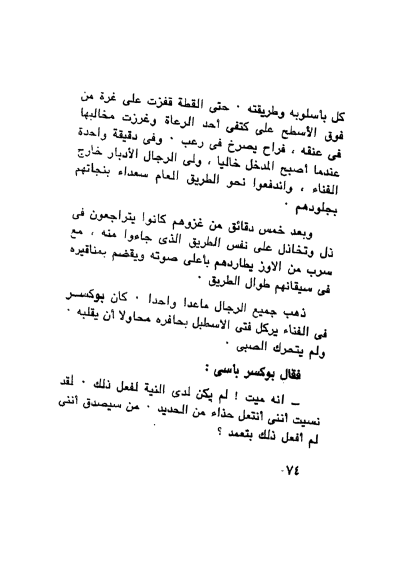 كل بأسلوبه وطريقته · حتى القطة قفزت على غرة من
فوق الأسطح على كتفى أحد الرعاة وغرزت مخالبها
فى عنقه ، فراح يصرخ فى رعب · وفى دقيقة واحدة
عندما أصبح المدخل خاليا ، ولى الرجال الأدبار خارج
الفناء ، واندفعوا نحو الطريق العام سعداء بنجاتهم
بجلودهم ·
وبعد خمس دقائق من غزوهم كانوا يتراجعون فى
ذل وتخاذل على نفس الطريق الذى جاءوا منه ، مع
سرب من الاوز يطاردهم بأعلى صوته ويقضم بمناقيره
فى سيقانهم طوال الطريق ·
ذهب جميع الرجال ماعدا واحدا · كان بوكسر
فى الفناء يركل فتى الاسطبل بحافره محاولا أن يقلبه ·
ولم يتحرك الصبى ·
فقال بوكسر بأسى :
ـ انه ميت ! لم يكن لدى النية لفعل ذلك · لقد
نسيت أننى أنتعل حذاء من الحديد · من سيصدق أننى
لم أفعل ذلك بتعمد ؟
٧٤